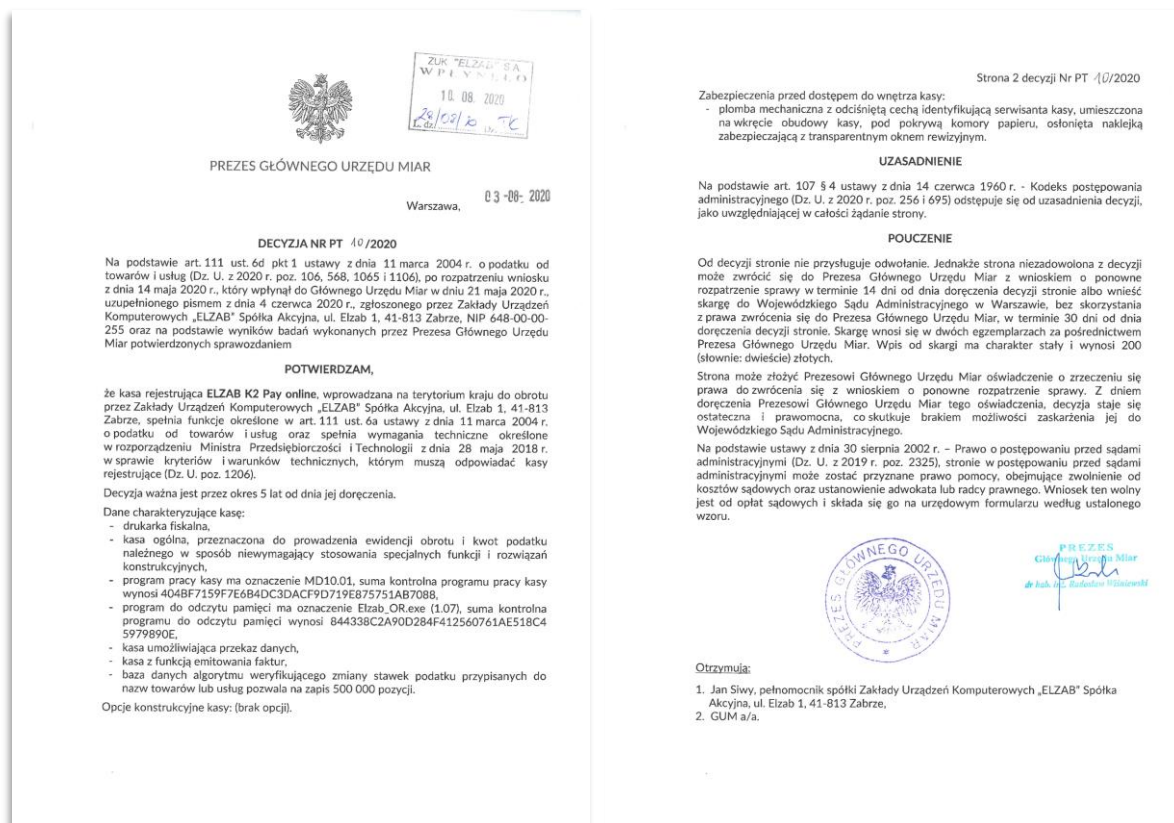 ZUK "ELZAB" S.A.
WPŁYNĘŁO
10. 08. 2020
PREZES GŁÓWNEGO URZĘDU MIAR
Warszawa, 03 -08- 2020
DECYZJA NR PT 10/2020
Na podstawie art. 111 ust. 6d pkt 1 ustawy z dnia 11 marca 2004 r. o podatku od
towarów i usług (Dz. U. z 2020 r. poz. 106, 568, 1065 i 1106), po rozpatrzeniu wniosku
z dnia 14 maja 2020 r., który wpłynął do Głównego Urzędu Miar w dniu 21 maja 2020 r.,
uzupełnionego pismem z dnia 4 czerwca 2020 r., zgłoszonego przez Zakłady Urządzeń
Komputerowych „ELZAB" Spółka Akcyjna, ul. Elzab 1, 41-813 Zabrze, NIP 648-00-00-
255 oraz na podstawie wyników badań wykonanych przez Prezesa Głównego Urzędu
Miar potwierdzonych sprawozdaniem
POTWIERDZAM,
że kasa rejestrująca ELZAB K2 Pay online, wprowadzana na terytorium kraju do obrotu
przez Zakłady Urządzeń Komputerowych „ELZAB" Spółka Akcyjna, ul. Elzab 1, 41-813
Zabrze, spełnia funkcje określone w art. 111 ust. 6a ustawy z dnia 11 marca 2004 r.
o podatku od towarów i usług oraz spełnia wymagania techniczne określone
w rozporządzeniu Ministra Przedsiębiorczości i Technologii z dnia 28 maja 2018 r.
w sprawie kryteriów i warunków technicznych, którym muszą odpowiadać kasy
rejestrujące (Dz. U. poz. 1206).
Decyzja ważna jest przez okres 5 lat od dnia jej doręczenia.
Dane charakteryzujące kasę:
- drukarka fiskalna,
- kasa ogólna, przeznaczona do prowadzenia ewidencji obrotu i kwot podatku
należnego w sposób niewymagający stosowania specjalnych funkcji i rozwiązań
konstrukcyjnych,
- program pracy kasy ma oznaczenie MD10.01, suma kontrolna programu pracy kasy
wynosi 404BF7159F7E6B4DC3DACF9D719E875751AB7088,
- program do odczytu pamięci ma oznaczenie Elzab_OR.exe (1.07), suma kontrolna
programu do odczytu pamięci wynosi 844338C2A90D284F412560761AE518C4
5979890E,
- kasa umożliwiająca przekaz danych,
- kasa z funkcją emitowania faktur,
- baza danych algorytmu weryfikującego zmiany stawek podatku przypisanych do
nazw towarów lub usług pozwala na zapis 500 000 pozycji.
Opcje konstrukcyjne kasy: (brak opcji).
Strona 2 decyzji Nr PT 10/2020
Zabezpieczenia przed dostępem do wnętrza kasy:
- plomba mechaniczna z odciśniętą cechą identyfikującą serwisanta kasy, umieszczona
na wkręcie obudowy kasy, pod pokrywą komory papieru, osłonięta naklejką
zabezpieczającą z transparentnym oknem rewizyjnym.
UZASADNIENIE
Na podstawie art. 107 § 4 ustawy z dnia 14 czerwca 1960 r. - Kodeks postępowania
administracyjnego (Dz. U. z 2020 r. poz. 256 i 695) odstępuje się od uzasadnienia decyzji,
jako uwzględniającej w całości żądanie strony.
POUCZENIE
Od decyzji stronie nie przysługuje odwołanie. Jednakże strona niezadowolona z decyzji
może zwrócić się do Prezesa Głównego Urzędu Miar z wnioskiem o ponowne
rozpatrzenie sprawy w terminie 14 dni od dnia doręczenia decyzji stronie albo wnieść
skargę do Wojewódzkiego Sądu Administracyjnego w Warszawie, bez skorzystania
z prawa zwrócenia się do Prezesa Głównego Urzędu Miar, w terminie 30 dni od dnia
doręczenia decyzji stronie. Skargę wnosi się w dwóch egzemplarzach za pośrednictwem
Prezesa Głównego Urzędu Miar. Wpis od skargi ma charakter stały i wynosi 200
(słownie: dwieście) złotych.
Strona może złożyć Prezesowi Głównego Urzędu Miar oświadczenie o zrzeczeniu się
prawa do zwrócenia się z wnioskiem o ponowne rozpatrzenie sprawy. Z dniem
doręczenia Prezesowi Głównego Urzędu Miar tego oświadczenia, decyzja staje się
ostateczna i prawomocna, co skutkuje brakiem możliwości zaskarżenia jej do
Wojewódzkiego Sądu Administracyjnego.
Na podstawie ustawy z dnia 30 sierpnia 2002 r. – Prawo o postępowaniu przed sądami
administracyjnymi (Dz. U. z 2019 r. poz. 2325), stronie w postępowaniu przed sądami
administracyjnymi może zostać przyznane prawo pomocy, obejmujące zwolnienie od
kosztów sądowych oraz ustanowienie adwokata lub radcy prawnego. Wniosek ten wolny
jest od opłat sądowych i składa się go na urzędowym formularzu według ustalonego
wzoru.
PREZES GŁÓWNEGO URZĘDU MIAR
PREZES
Głównego Urzędu Miar
dr hab. inż. Radosław Wiśniewski
Otrzymują:
1. Jan Siwy, pełnomocnik spółki Zakłady Urządzeń Komputerowych „ELZAB" Spółka
Akcyjna, ul. Elzab 1, 41-813 Zabrze,
2. GUM a/a.